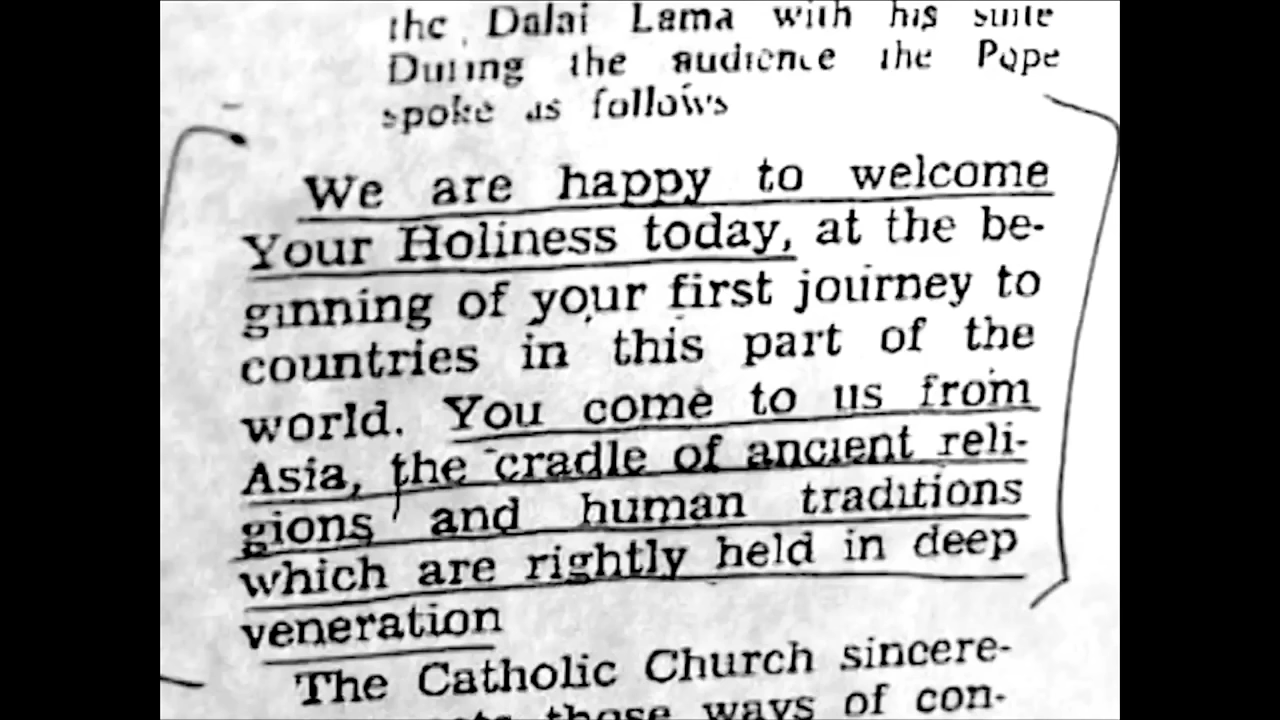 the Dalai Lama with his suite
During the audience the Pope
spoke as follows
We are happy to welcome
Your Holiness today, at the be-
ginning of your first journey to
countries in this part of the
world. You come to us from
Asia, the cradle of ancient reli-
gions and human traditions
which are rightly held in deep
veneration
The Catholic Church sincere-
those ways of con-